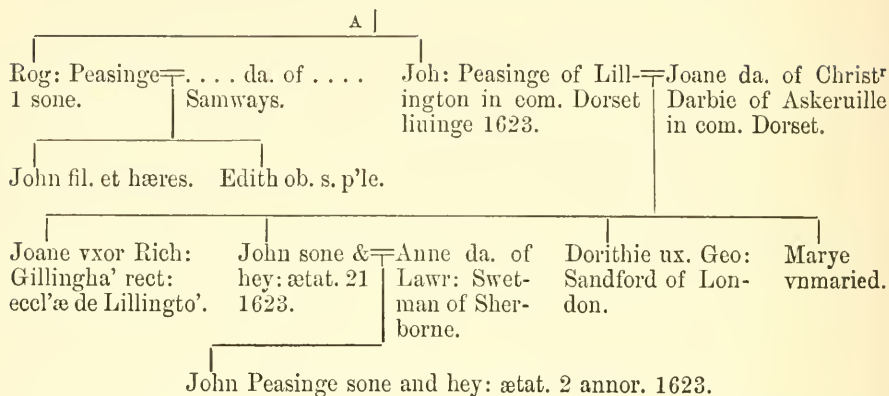 A
Rog: Peasinge . . . . da. of . . . .
1 sone. Samways.
Joh: Peasinge of Lill-
ington in com. Dorset
liuinge 1623.
Joane da. of Christʳ
Darbie of Askeruille
in com. Dorset.
John fil. et hæres. Edith ob. s. p'le.
Joane vxor Rich:
Gillingha' rect:
eccl'æ de Lillingto'.
John sone &
hey: ætat. 21
1623.
Anne da. of
Lawr: Swet-
man of Sher-
borne.
Dorithie ux. Geo:
Sandford of Lon-
don.
Marye
vnmaried.
John Peasinge sone and hey: ætat. 2 annor. 1623.